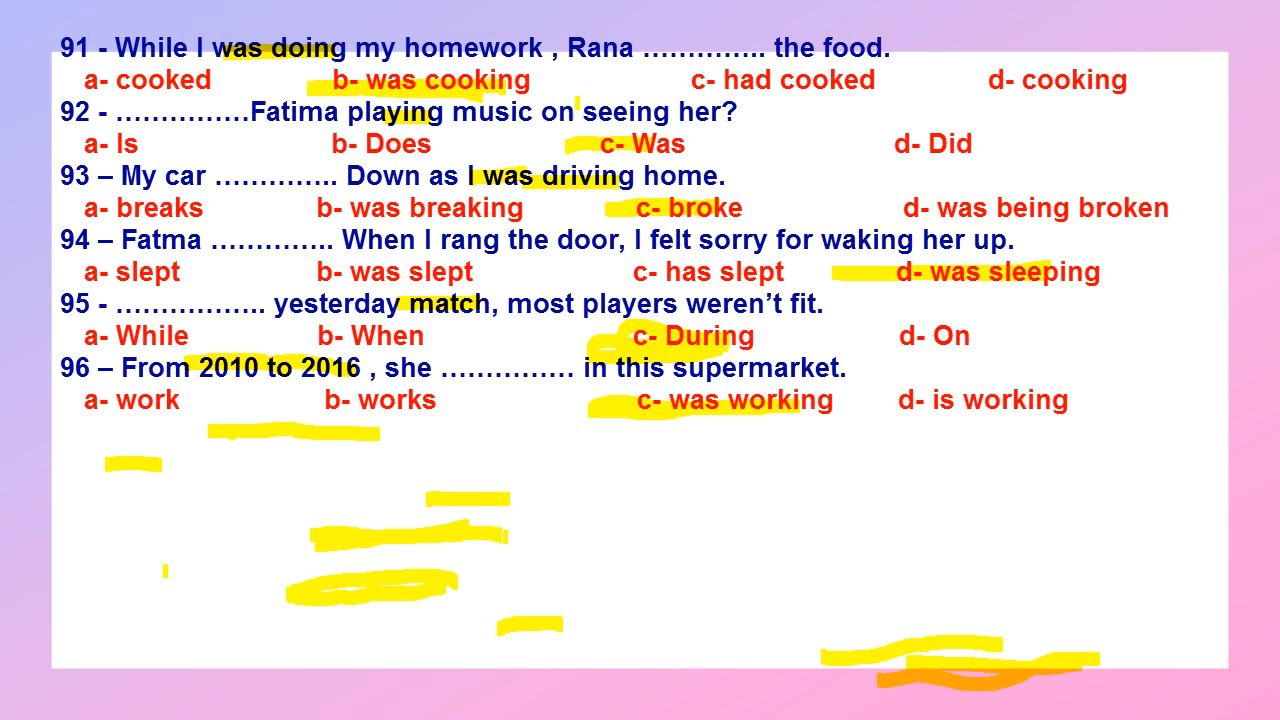 91 - While I was doing my homework , Rana ………….. the food.
a- cooked b- was cooking c- had cooked d- cooking
92 - ……………Fatima playing music on seeing her?
a- Is b- Does c- Was d- Did
93 – My car ………….. Down as I was driving home.
a- breaks b- was breaking c- broke d- was being broken
94 – Fatma ………….. When I rang the door, I felt sorry for waking her up.
a- slept b- was slept c- has slept d- was sleeping
95 - …………….. yesterday match, most players weren’t fit.
a- While b- When c- During d- On
96 – From 2010 to 2016 , she …………… in this supermarket.
a- work b- works c- was working d- is working